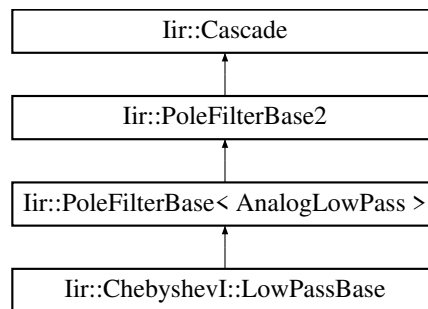 Iir::Cascade
Iir::PoleFilterBase2
Iir::PoleFilterBase< AnalogLowPass >
Iir::ChebyshevI::LowPassBase